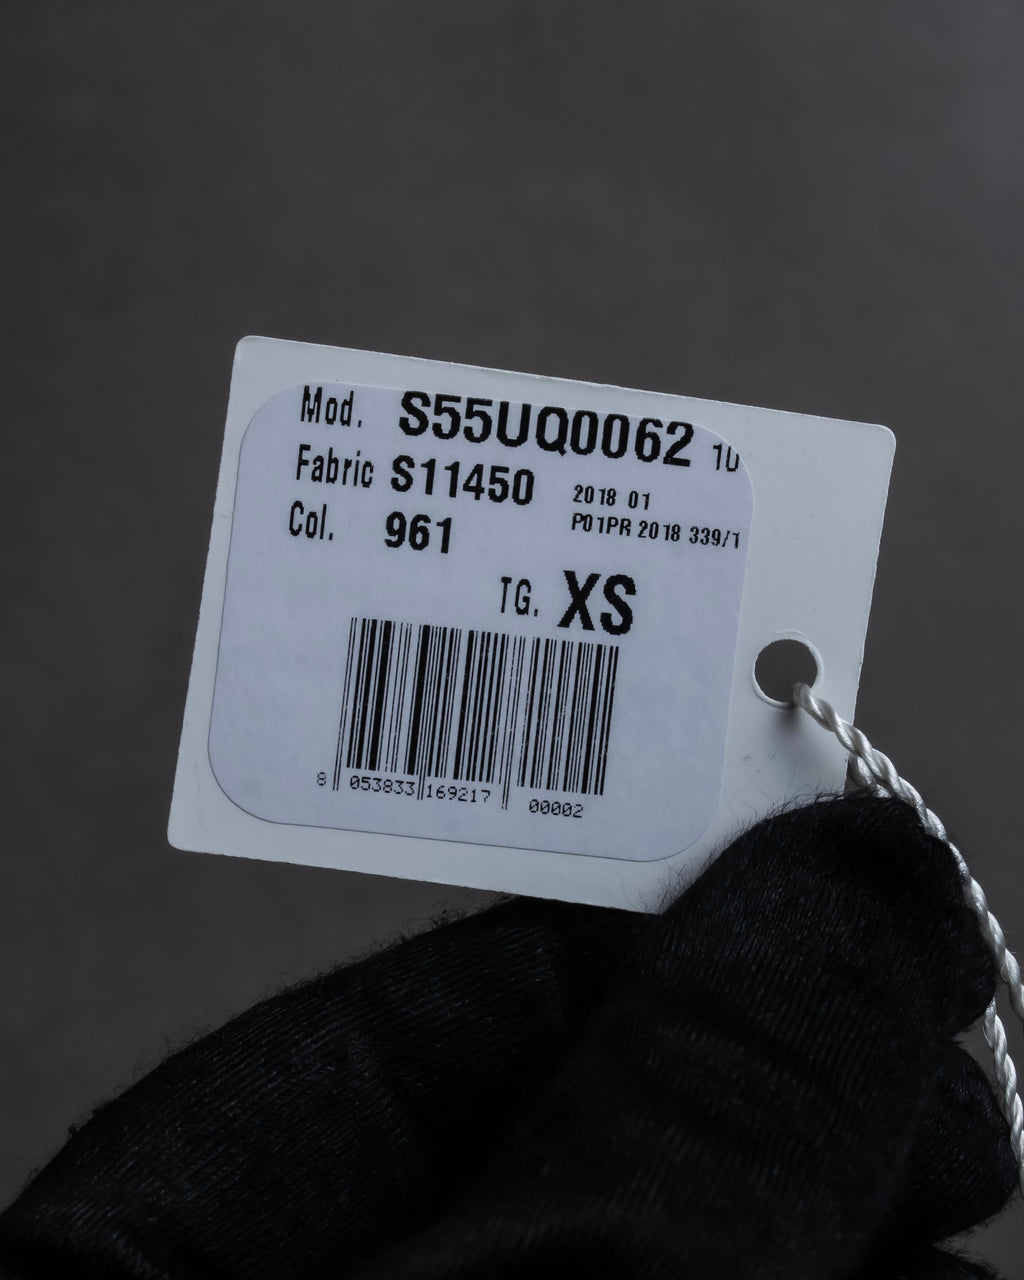 Mod. S55UQ0062 10
Fabric S11450 2018 01
P01PR 2018 339/1
Col. 961
TG. XS
8 053833 169217 00002